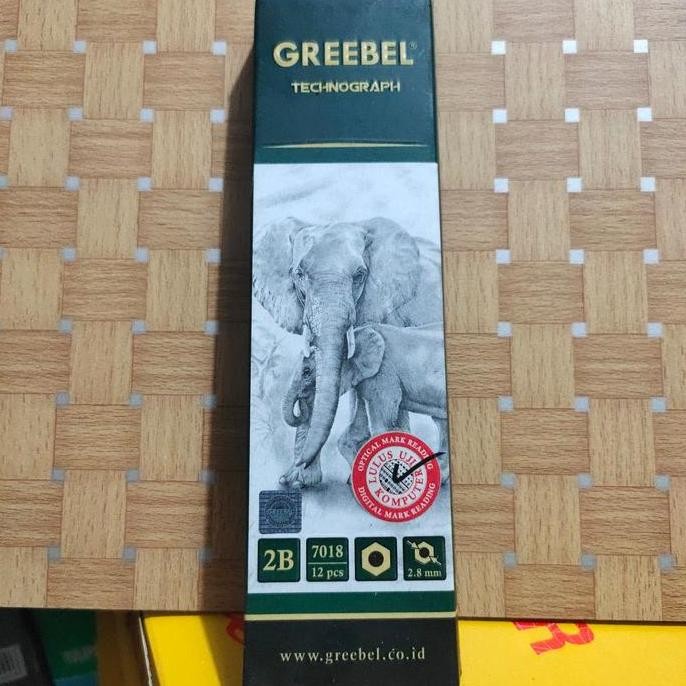 GREEBEL®
TECHNOGRAPH
OPTICAL MARK READING
LULUS UJI
KOMPUTER
DIGITAL MARK READING
GREEBEL
2B
7018
12 pcs
2.8 mm
www.greebel.co.id